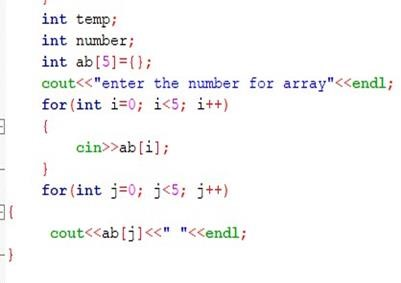 }
int temp;
int number;
int ab[5]={};
cout<<"enter the number for array"<<endl;
for(int i=0; i<5; i++)
{
cin>>ab[i];
}
for(int j=0; j<5; j++)
{
cout<<ab[j]<<" "<<endl;
}